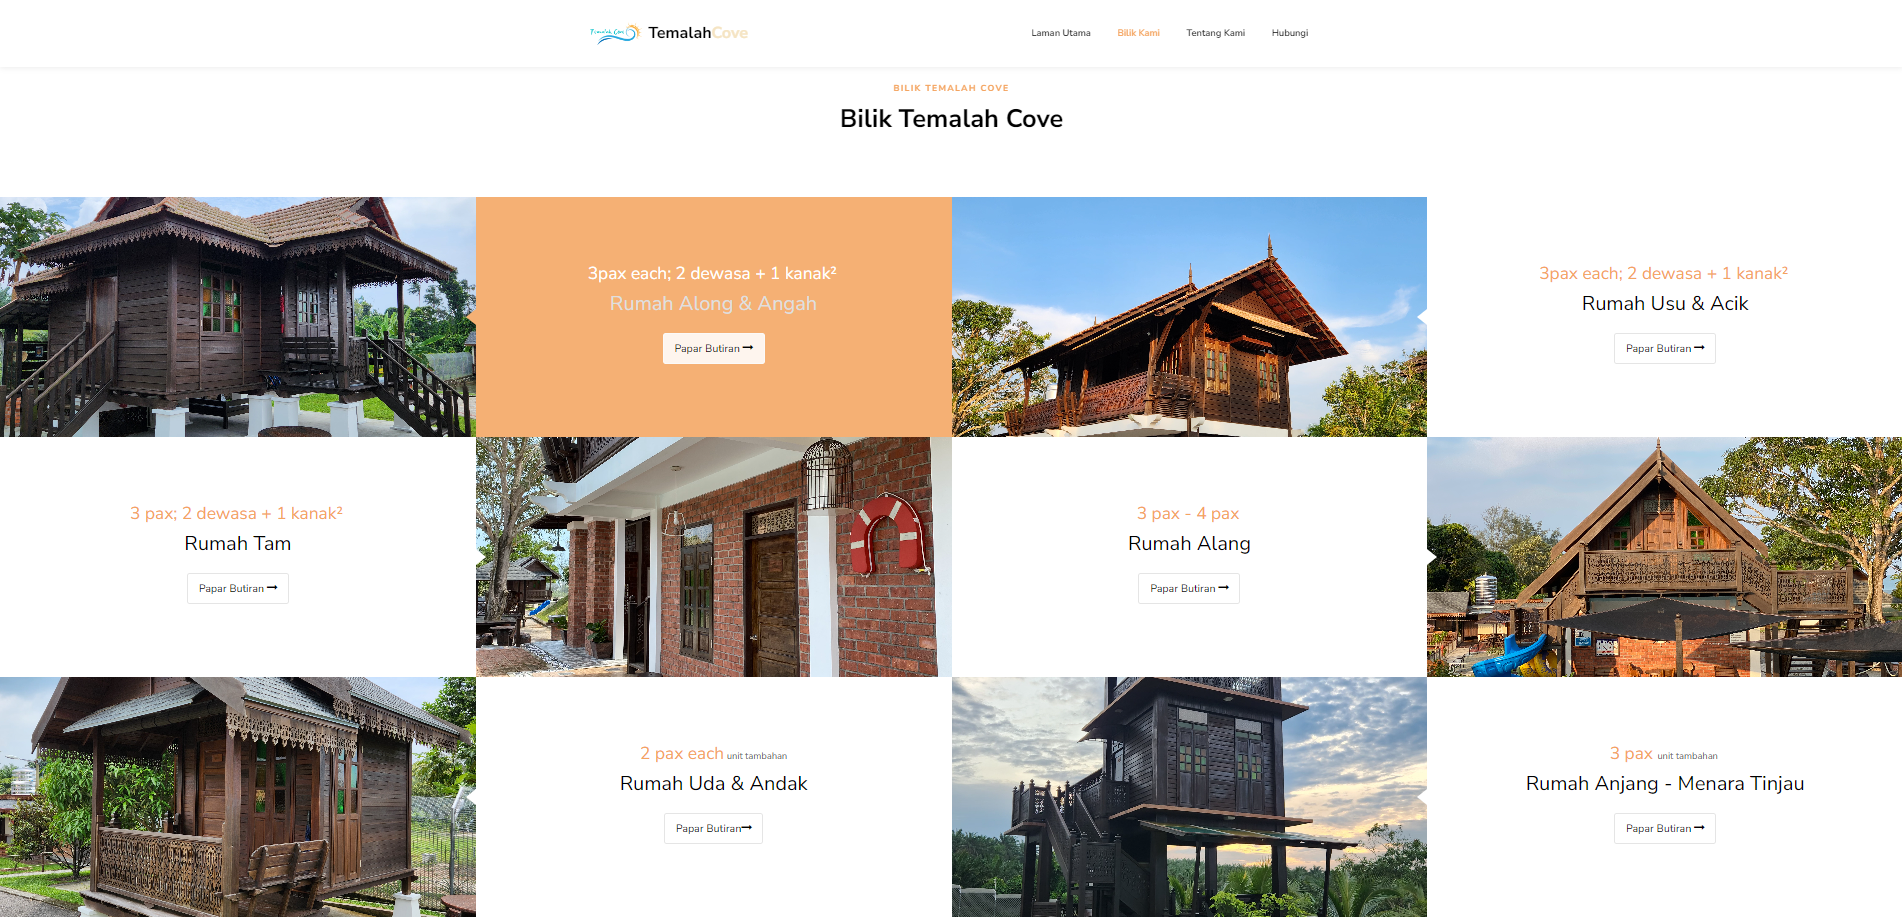 Temalah Cove
TemalahCove
Laman Utama
Bilik Kami
Tentang Kami
Hubungi
BILIK TEMALAH COVE
Bilik Temalah Cove
3pax each; 2 dewasa + 1 kanak²
Rumah Along & Angah
Papar Butiran →
3pax each; 2 dewasa + 1 kanak²
Rumah Usu & Acik
Papar Butiran →
3 pax; 2 dewasa + 1 kanak²
Rumah Tam
Papar Butiran →
3 pax - 4 pax
Rumah Alang
Papar Butiran →
2 pax each unit tambahan
Rumah Uda & Andak
Papar Butiran→
3 pax unit tambahan
Rumah Anjang - Menara Tinjau
Papar Butiran →